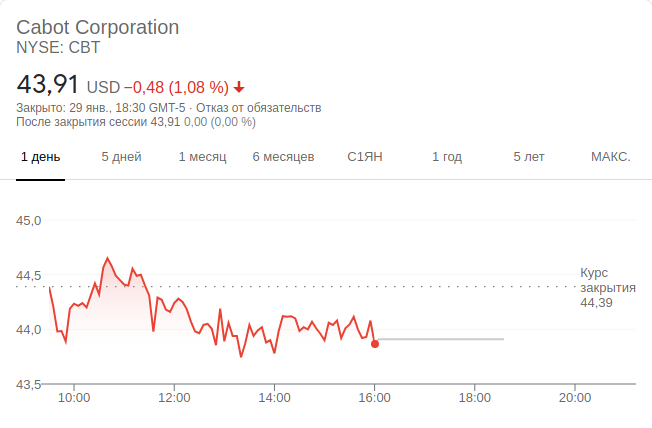 Cabot Corporation
NYSE: CBT
43,91 USD −0,48 (1,08 %)
Закрыто: 29 янв., 18:30 GMT-5 · Отказ от обязательств
После закрытия сессии 43,91 0,00 (0,00 %)
1 день 5 дней 1 месяц 6 месяцев С1ЯН 1 год 5 лет МАКС.
45,0
44,5
44,0
43,5
Курс
закрытия
44,39
10:00 12:00 14:00 16:00 18:00 20:00